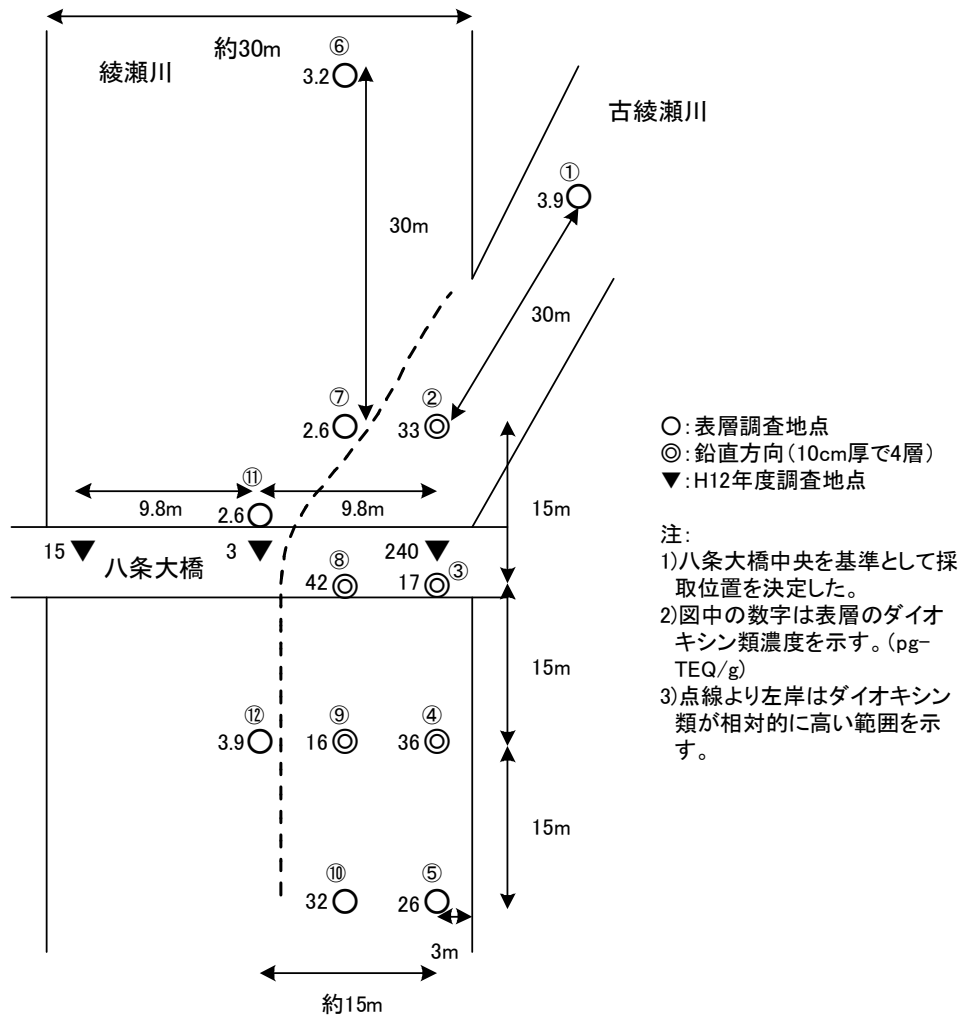 約30m
綾瀬川
⑥
3.2
古綾瀬川
①
3.9
30m
30m
⑦
2.6
②
33
15m
⑪
9.8m
9.8m
2.6
15
3
240
八条大橋
⑧
42
17
③
15m
⑫
3.9
⑨
16
④
36
15m
⑩
32
⑤
26
3m
約15m
○:表層調査地点
◎:鉛直方向(10cm厚で4層)
▼:H12年度調査地点
注:
1)八条大橋中央を基準として採
取位置を決定した。
2)図中の数字は表層のダイオ
キシン類濃度を示す。(pg-
TEQ/g)
3)点線より左岸はダイオキシン
類が相対的に高い範囲を示
す。